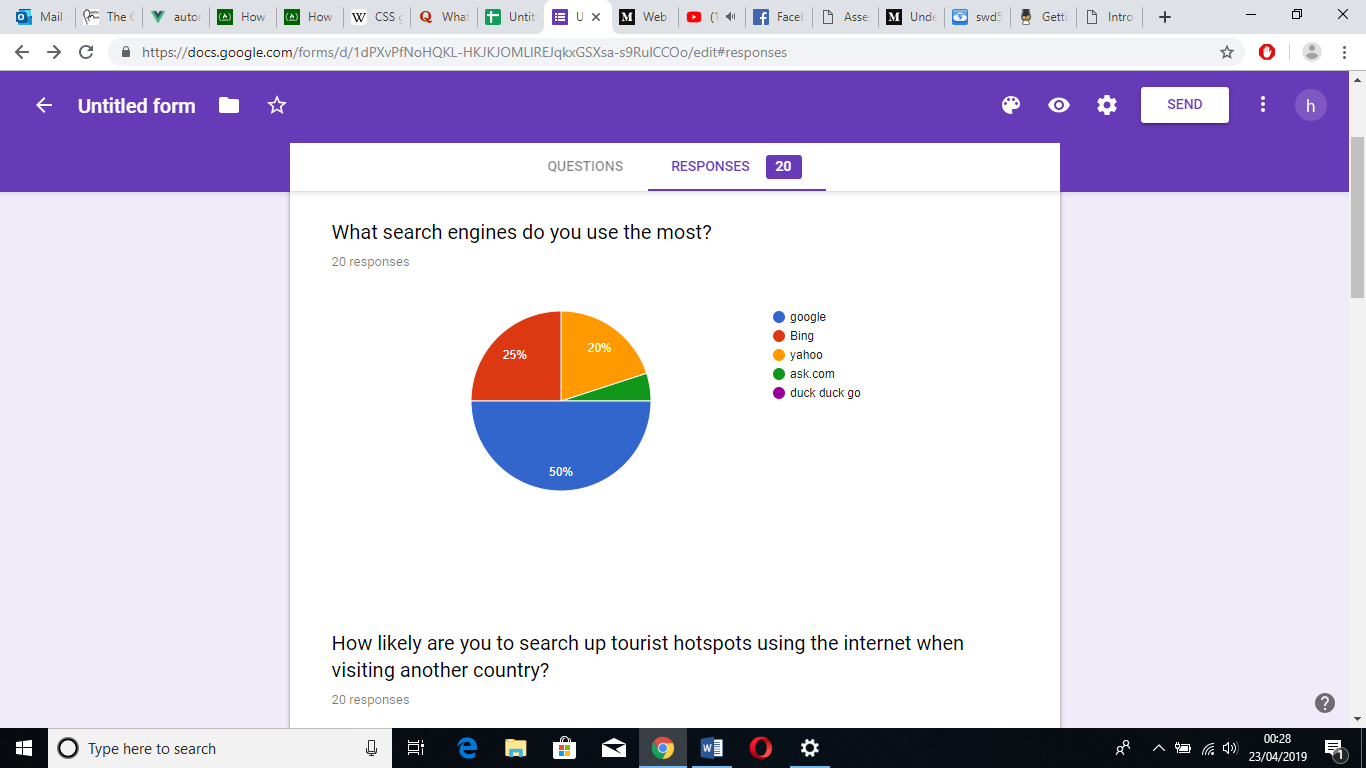 Mail
The C
autor
How
How
CSS
What
Untit
U
Web
(1
Faceb
Asse
Unde
swd5
Getti
Intro
https://docs.google.com/forms/d/1dPXvPfNoHQKL-HKJKJOMLIREJqkxGSXsa-s9RulCCOo/edit#responses
Untitled form
SEND
h
QUESTIONS
RESPONSES
20
What search engines do you use the most?
20 responses
25%
20%
50%
google
Bing
yahoo
ask.com
duck duck go
How likely are you to search up tourist hotspots using the internet when
visiting another country?
20 responses
Type here to search
00:28
23/04/2019
1